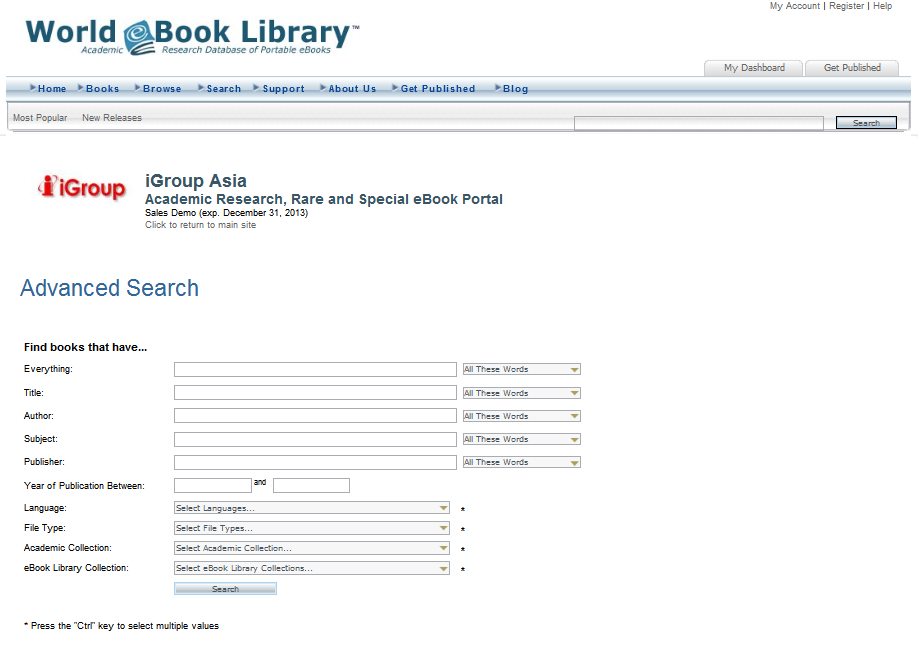 My Account | Register | Help
World eBook Library™
Academic Research Database of Portable eBooks
My Dashboard Get Published
Home Books Browse Search Support About Us Get Published Blog
Most Popular New Releases Search
iGroup
iGroup Asia
Academic Research, Rare and Special eBook Portal
Sales Demo (exp. December 31, 2013)
Click to return to main site
Advanced Search
Find books that have...
Everything: All These Words
Title: All These Words
Author: All These Words
Subject: All These Words
Publisher: All These Words
Year of Publication Between: and
Language: Select Languages... *
File Type: Select File Types... *
Academic Collection: Select Academic Collection... *
eBook Library Collection: Select eBook Library Collections... *
Search
* Press the "Ctrl" key to select multiple values